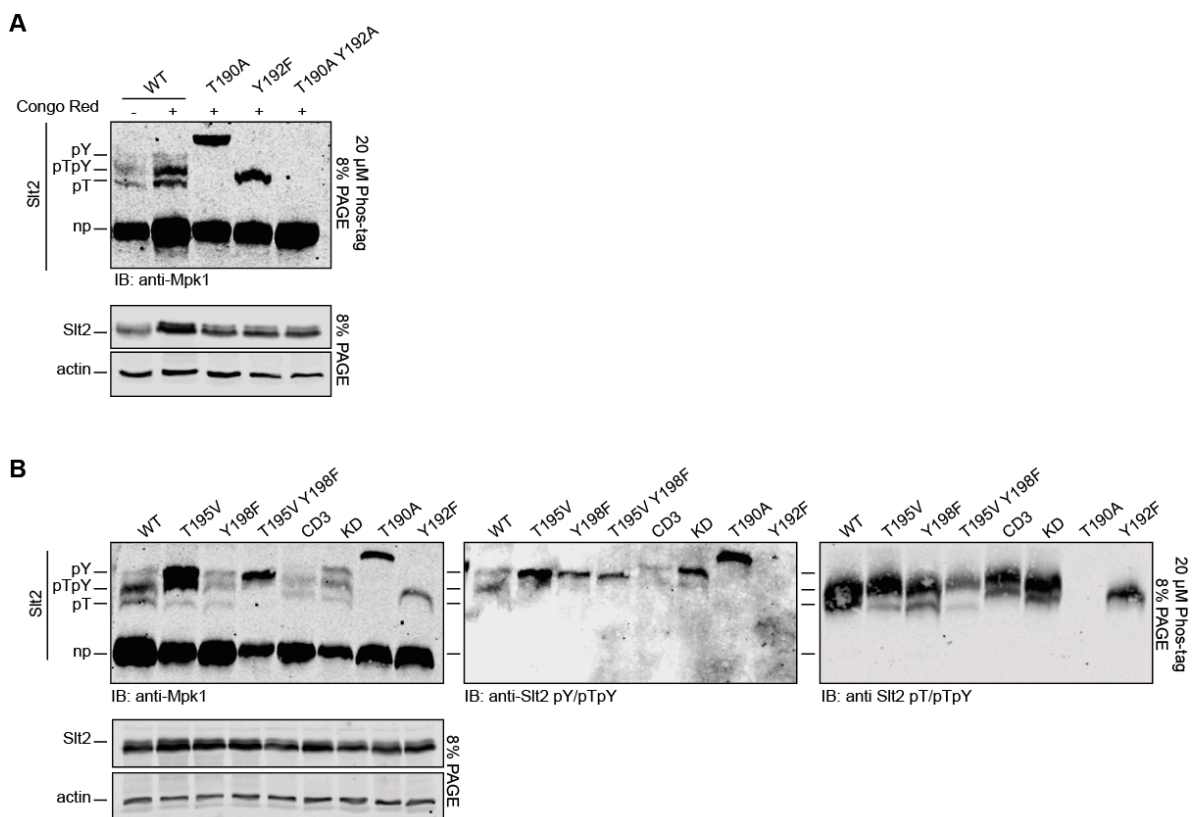 A
WT
T190A
Y192F
T190A Y192A
Congo Red
- + + + +
Slt2
pY
pTpY
pT
np
20 µM Phos-tag
8% PAGE
IB: anti-Mpk1
Slt2
actin
8% PAGE
B
WT
T195V
Y198F
T195V Y198F
CD3
KD
T190A
Y192F
WT
T195V
Y198F
T195V Y198F
CD3
KD
T190A
Y192F
WT
T195V
Y198F
T195V Y198F
CD3
KD
T190A
Y192F
Slt2
pY
pTpY
pT
np
20 µM Phos-tag
8% PAGE
IB: anti-Mpk1
IB: anti-Slt2 pY/pTpY
IB: anti Slt2 pT/pTpY
Slt2
actin
8% PAGE